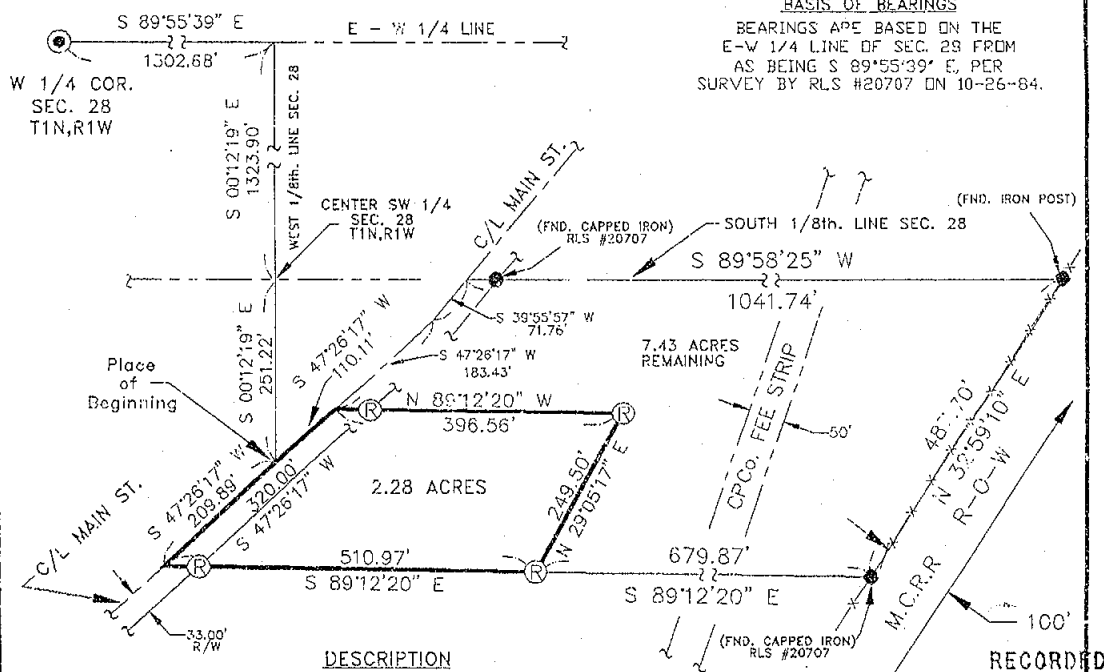 BASIS OF BEARINGS
BEARINGS ARE BASED ON THE
E-W 1/4 LINE OF SEC. 29 FROM
AS BEING S 89°55'39" E, PER
SURVEY BY RLS #20707 ON 10-26-84.
S 89°55'39" E
1302.68'
E - W 1/4 LINE
W 1/4 COR.
SEC. 28
T1N,R1W
S 00°12'19" E
1323.90'
WEST 1/8th. LINE SEC. 28
CENTER SW 1/4
SEC. 28
T1N,R1W
C/L MAIN ST.
(FND. CAPPED IRON)
RLS #20707
SOUTH 1/8th. LINE SEC. 28
(FND. IRON POST)
S 89°58'25" W
1041.74'
S 39°55'57" W
71.76'
S 47°26'17" W
183.43'
7.43 ACRES
REMAINING
Place
of
Beginning
S 00°12'19" E
251.22'
S 47°26'17" W
110.11'
R
N 89°12'20" W
396.56'
R
CPCo. FEE STRIP
50'
N 32°59'10" E
M.C.R.R R-O-W
100'
S 47°26'17" W
209.89'
320.00'
S 47°26'17" W
2.28 ACRES
249.50'
N 29°05'17" E
C/L MAIN ST.
R
510.97'
S 89°12'20" E
R
679.87'
S 89°12'20" E
33.00'
R/W
(FND. CAPPED IRON)
RLS #20707
DESCRIPTION
RECORDED